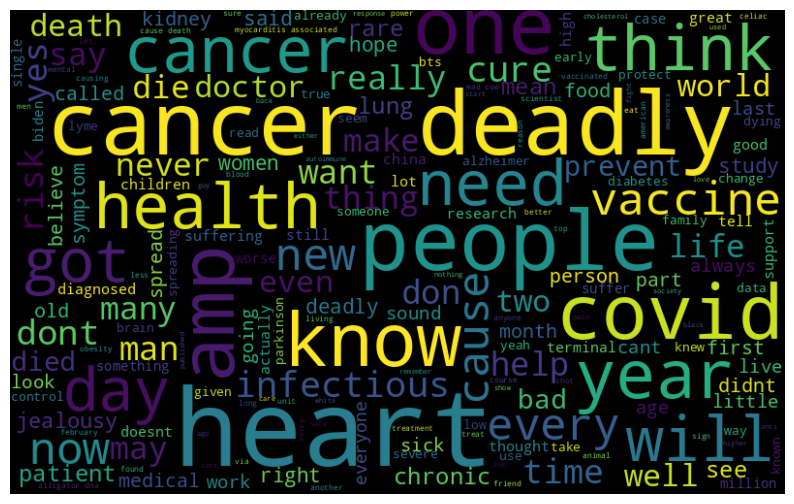 sure response power cholesterol celiac
death kidney said already rare one case great used
single yes say myocarditis associated cause death hope high early think
mental cancer bts vaccinated protect
men causing die doctor really cure mean food world
called back true lung seem mad cow start scientist american awareness last dying
biden lyme read either fight eat
cancer deadly
risk never women make china alzheimer prevent good study
believe symptom children autoimmune want thing lot need diabetes change vaccine
guy blood someone research better family tell love
health suffering still people top life support
got spread spreading amp worse new person always
diagnosed less even deadly don nothing part data
old many brain living sound cause two suffer society
dont going actually parkinson know month covid
died man something obesity published yeah anyone terminal cant knew first
look control given infectious help pain black didnt live
day heart remember course shot show year little
jealousy doesnt long care unit white everyone low bad age
now may february ago safe treatment sick every will way anti
patient found via severe thought take sign higher
medical work right another treat chronic use time animal well see known
alligator dna friend million